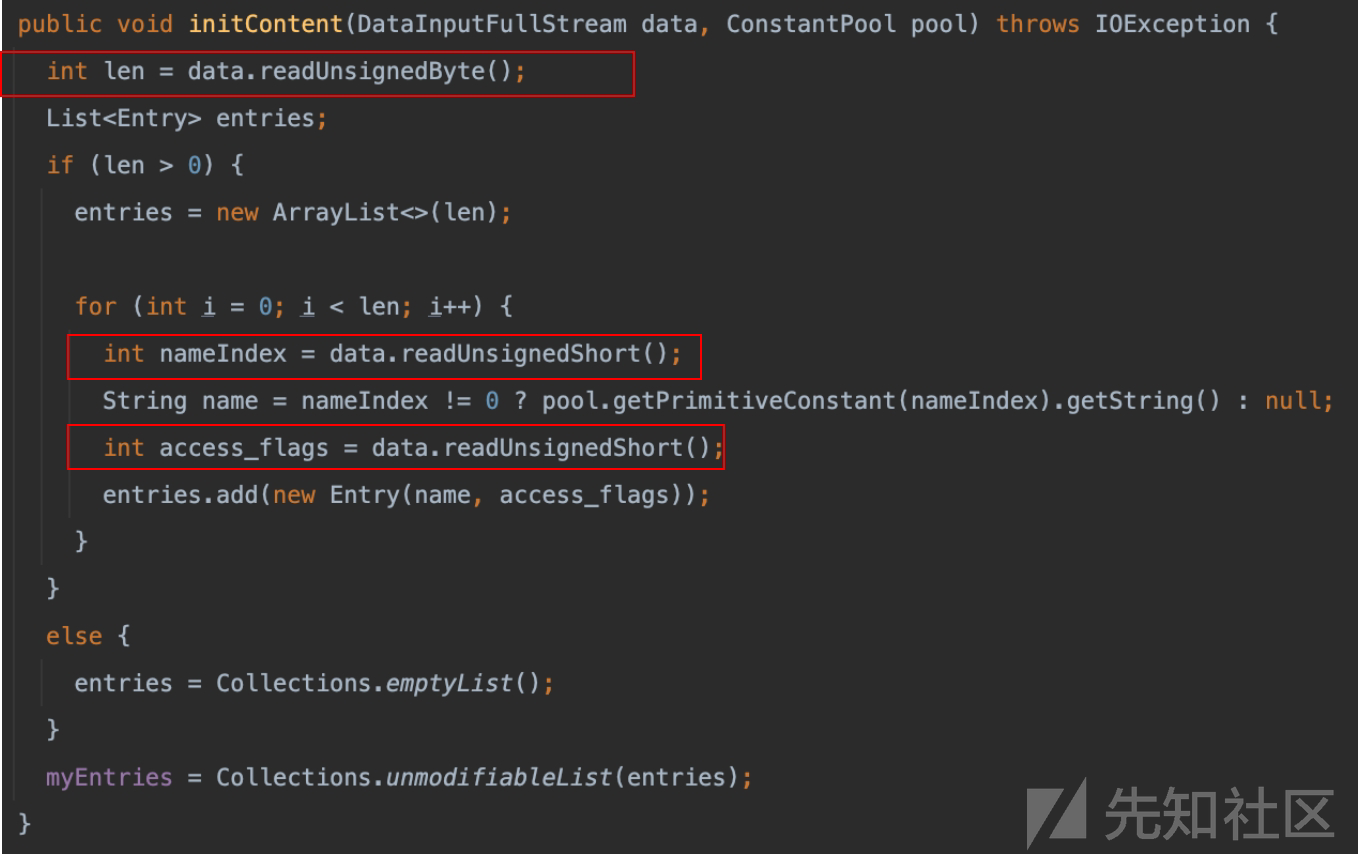 public void initContent(DataInputFullStream data, ConstantPool pool) throws IOException {
int len = data.readUnsignedByte();
List<Entry> entries;
if (len > 0) {
entries = new ArrayList<>(len);
for (int i = 0; i < len; i++) {
int nameIndex = data.readUnsignedShort();
String name = nameIndex != 0 ? pool.getPrimitiveConstant(nameIndex).getString() : null;
int access_flags = data.readUnsignedShort();
entries.add(new Entry(name, access_flags));
}
}
else {
entries = Collections.emptyList();
}
myEntries = Collections.unmodifiableList(entries);
}
先知社区